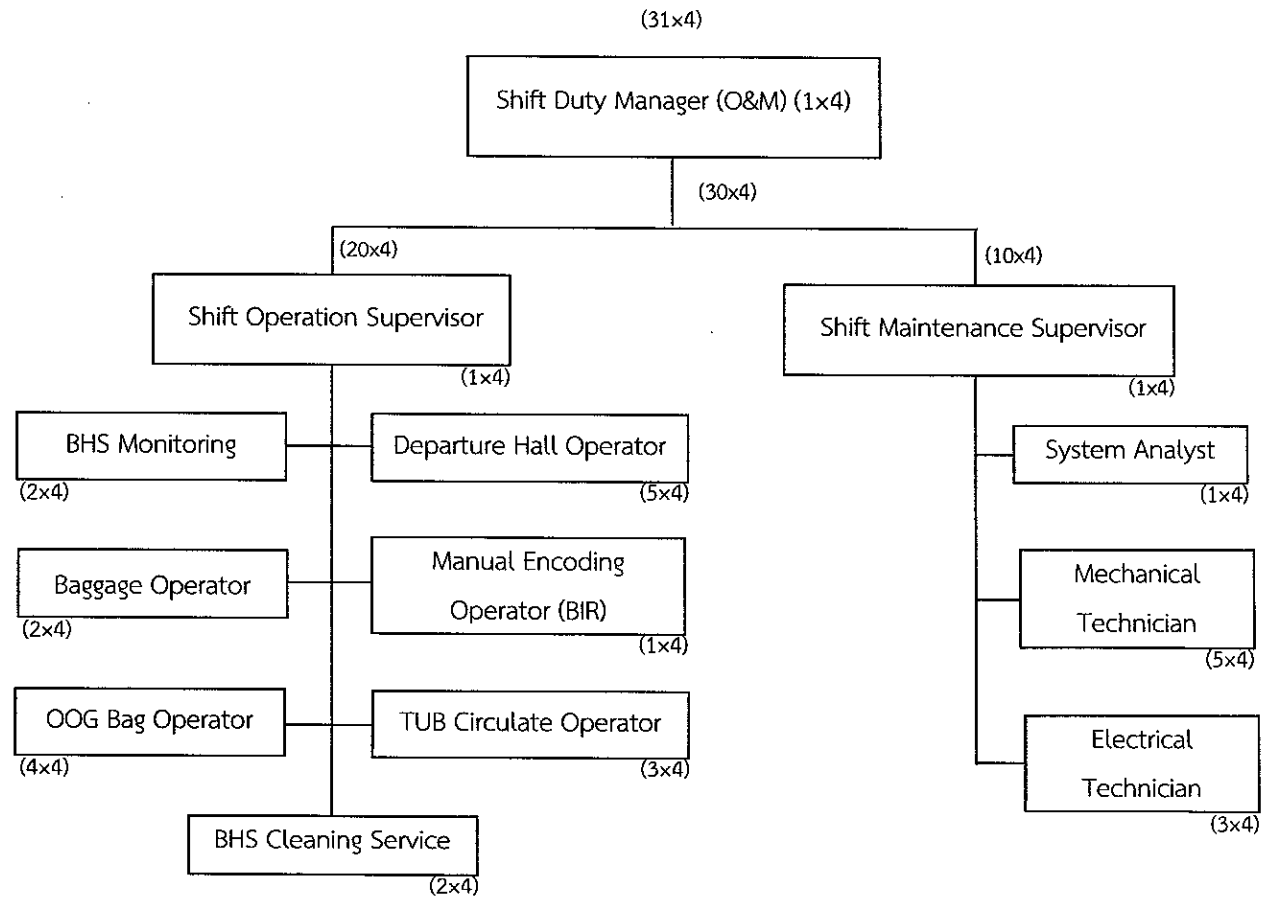 (31x4)
Shift Duty Manager (O&M) (1x4)
(30x4)
(20x4)
(10x4)
Shift Operation Supervisor
(1x4)
Shift Maintenance Supervisor
(1x4)
BHS Monitoring
(2x4)
Departure Hall Operator
(5x4)
System Analyst
(1x4)
Baggage Operator
(2x4)
Manual Encoding
Operator (BIR)
(1x4)
Mechanical
Technician
(5x4)
OOG Bag Operator
(4x4)
TUB Circulate Operator
(3x4)
Electrical
Technician
(3x4)
BHS Cleaning Service
(2x4)